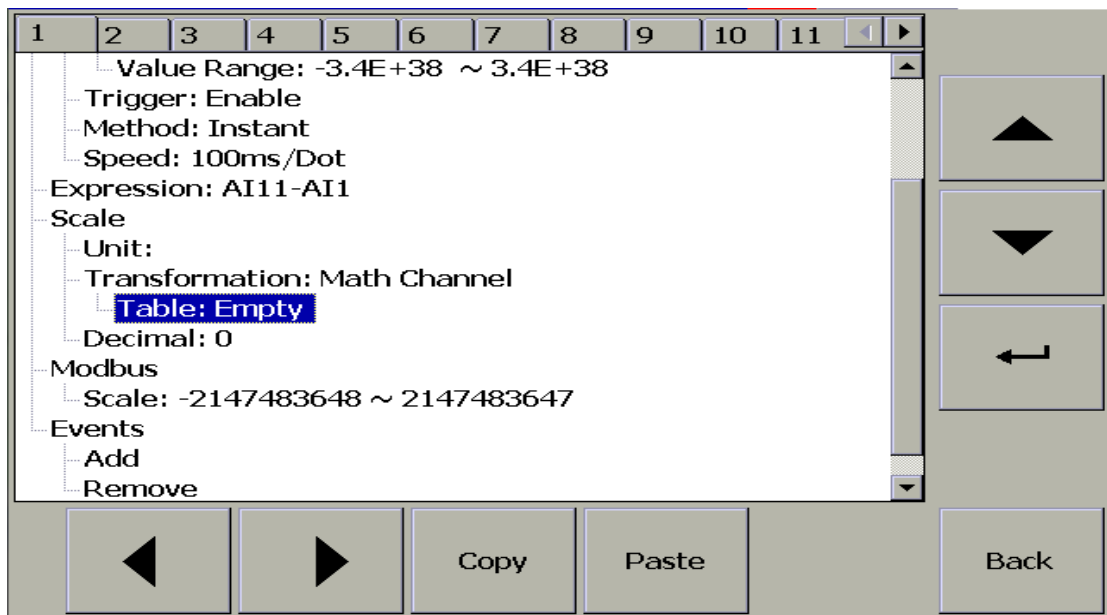 1 2 3 4 5 6 7 8 9 10 11
Value Range: -3.4E+38 ~ 3.4E+38
Trigger: Enable
Method: Instant
Speed: 100ms/Dot
Expression: AI11-AI1
Scale
Unit:
Transformation: Math Channel
Table: Empty
Decimal: 0
Modbus
Scale: -2147483648 ~ 2147483647
Events
Add
Remove
Copy Paste Back